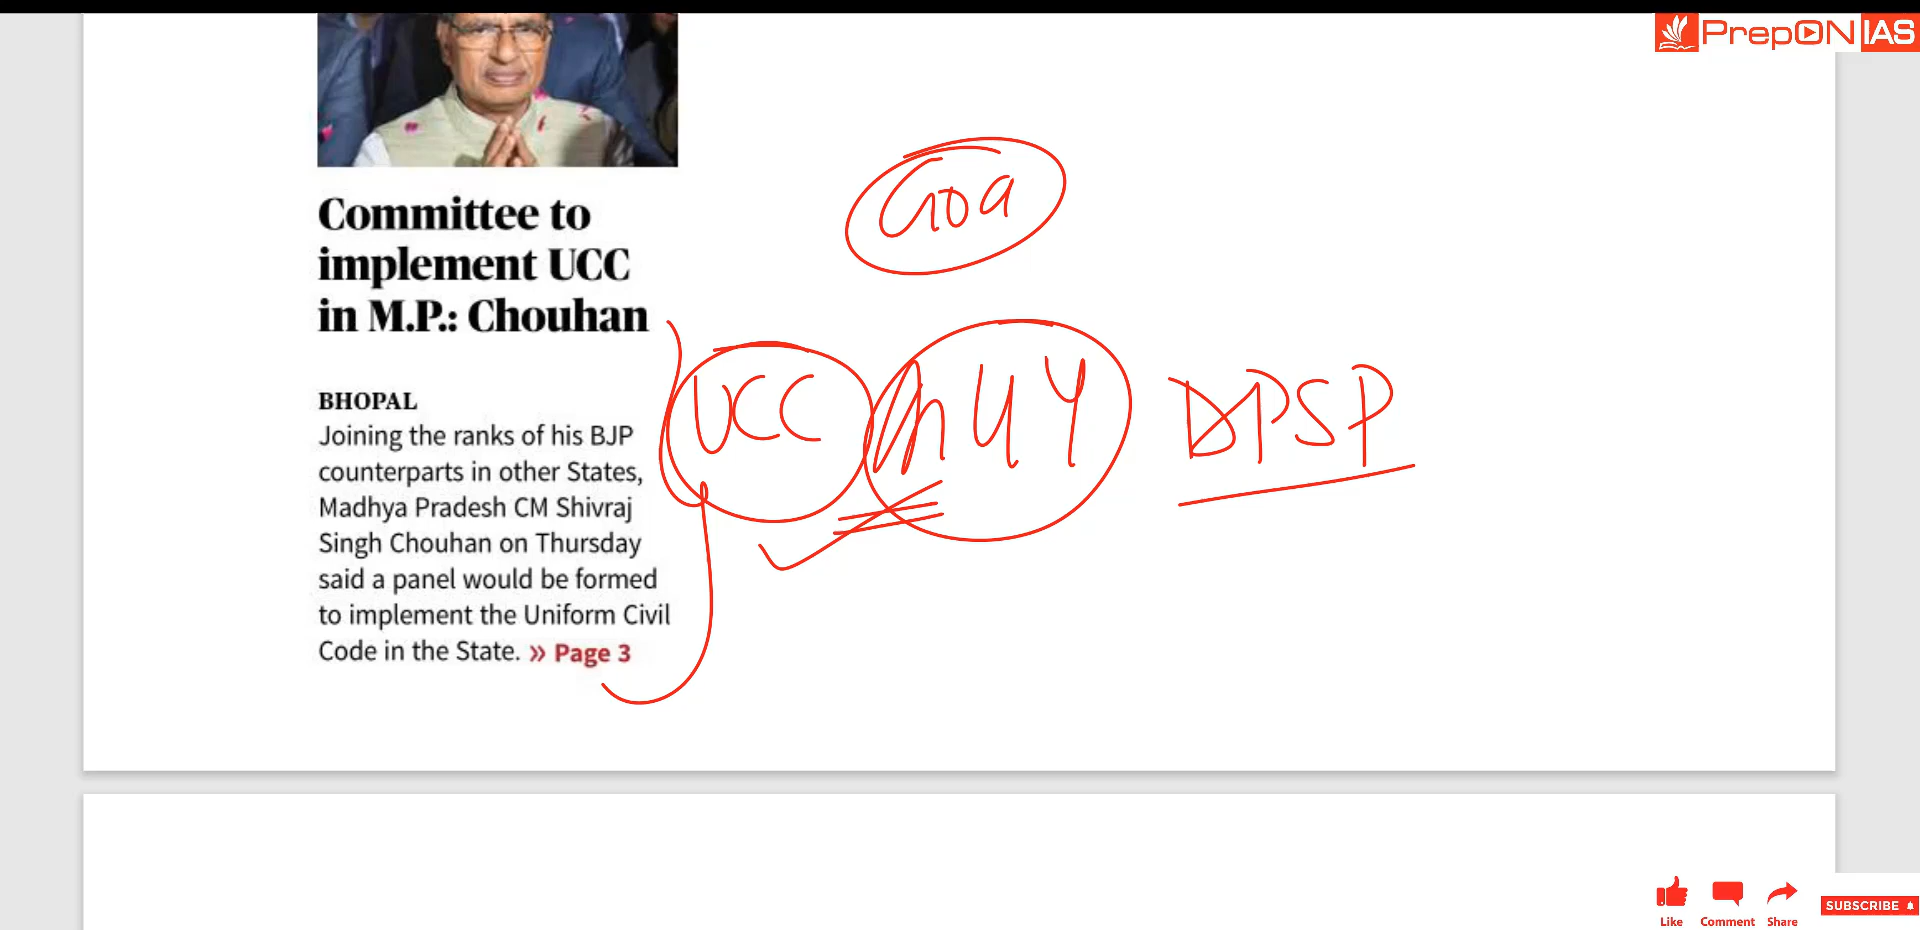 PrepON IAS
Committee to
implement UCC
in M.P.: Chouhan
BHOPAL
Joining the ranks of his BJP
counterparts in other States,
Madhya Pradesh CM Shivraj
Singh Chouhan on Thursday
said a panel would be formed
to implement the Uniform Civil
Code in the State. » Page 3
Goa
UCC 44 DPSP
Like Comment Share SUBSCRIBE